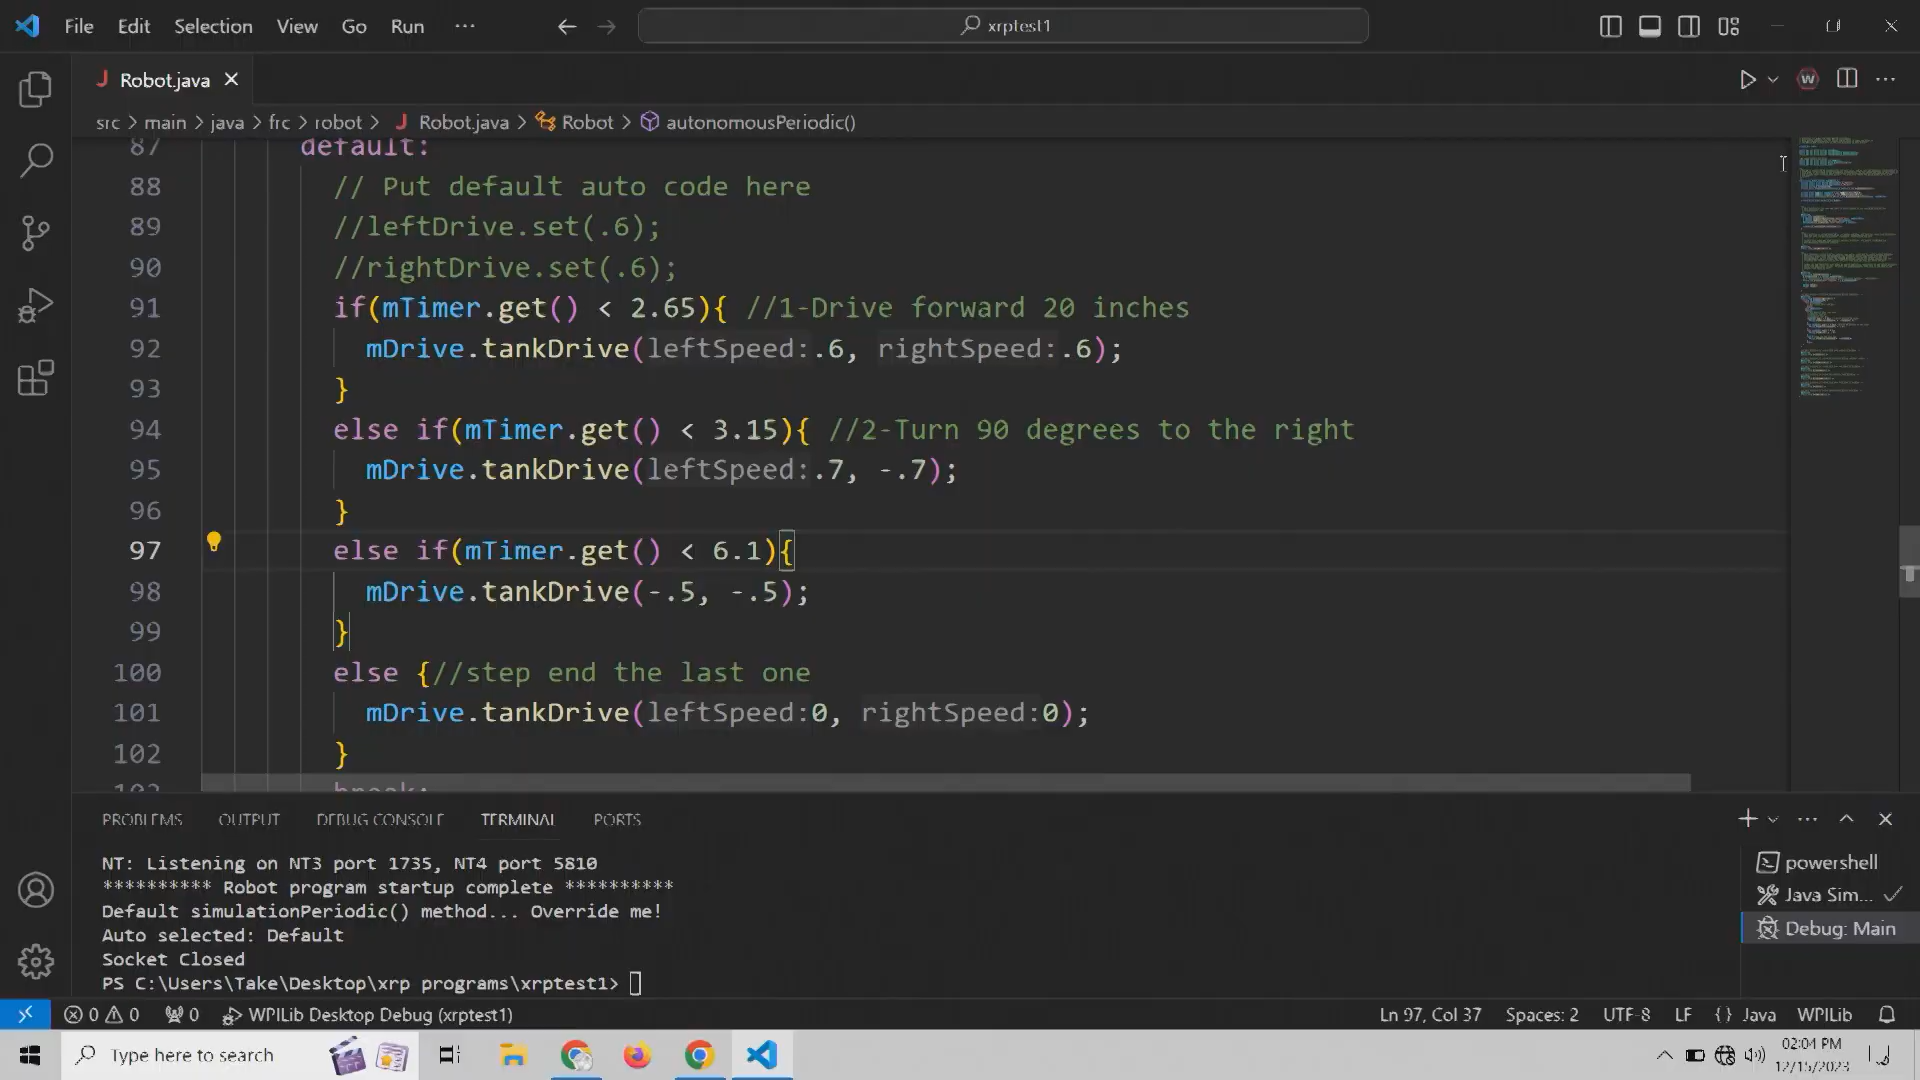 File Edit Selection View Go Run ··· xrptest1
Robot.java
src > main > java > frc > robot > J Robot.java > Robot > autonomousPeriodic()
87 default:
88 // Put default auto code here
89 //leftDrive.set(.6);
90 //rightDrive.set(.6);
91 if(mTimer.get() < 2.65){ //1-Drive forward 20 inches
92 mDrive.tankDrive(leftSpeed:.6, rightSpeed:.6);
93 }
94 else if(mTimer.get() < 3.15){ //2-Turn 90 degrees to the right
95 mDrive.tankDrive(leftSpeed:.7, -.7);
96 }
97 else if(mTimer.get() < 6.1){
98 mDrive.tankDrive(-.5, -.5);
99 }
100 else {//step end the last one
101 mDrive.tankDrive(leftSpeed:0, rightSpeed:0);
102 }
103 break;
PROBLEMS OUTPUT DEBUG CONSOLE TERMINAL PORTS
NT: Listening on NT3 port 1735, NT4 port 5810
********** Robot program startup complete **********
Default simulationPeriodic() method... Override me!
Auto selected: Default
Socket Closed
PS C:\Users\Take\Desktop\xrp programs\xrptest1>
powershell
Java Sim...
Debug: Main
0 0 0 WPILib Desktop Debug (xrptest1) Ln 97, Col 37 Spaces: 2 UTF-8 LF {} Java WPILib
Type here to search
02:04 PM
12/15/2023